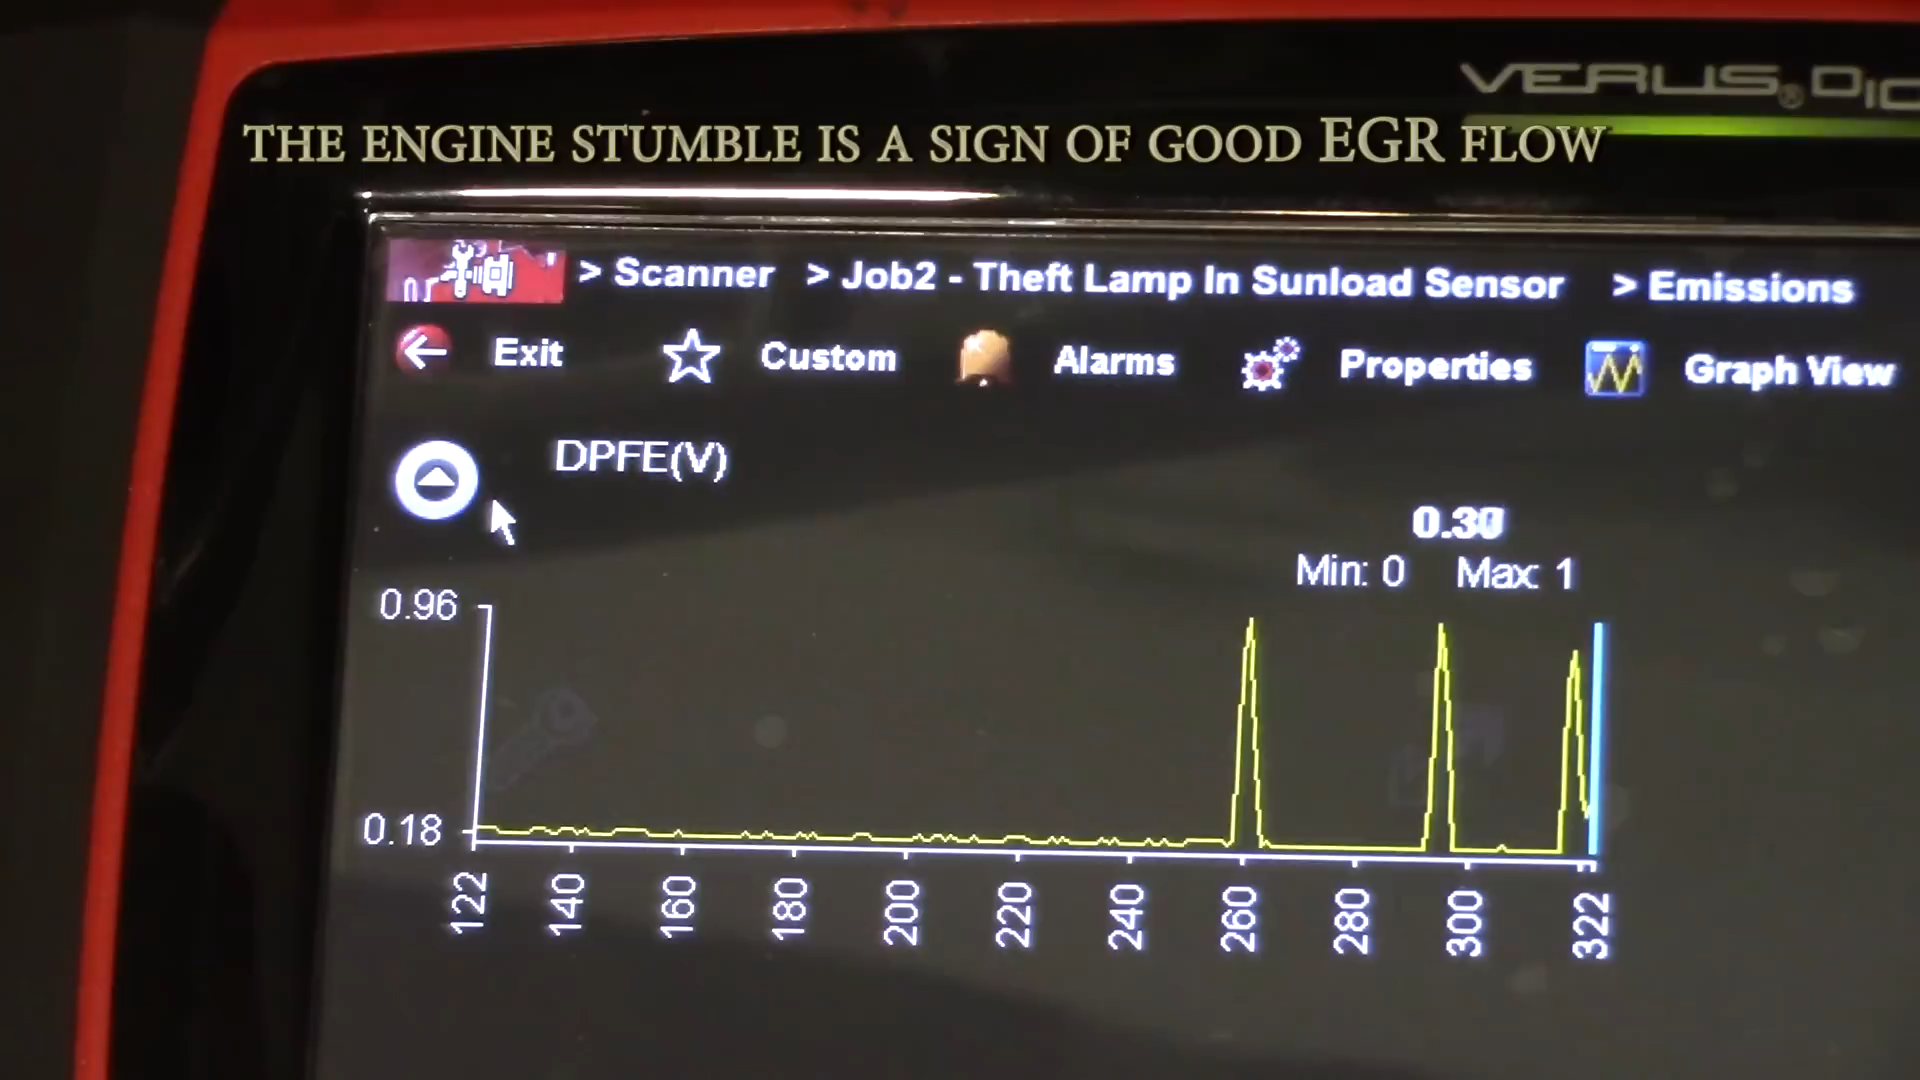 VERUS®
THE ENGINE STUMBLE IS A SIGN OF GOOD EGR FLOW
> Scanner > Job2 - Theft Lamp In Sunload Sensor > Emissions
Exit Custom Alarms Properties Graph View
DPFE(V)
Min: 0 Max: 1
0.96
0.18
122 140 160 180 200 220 240 260 280 300 322